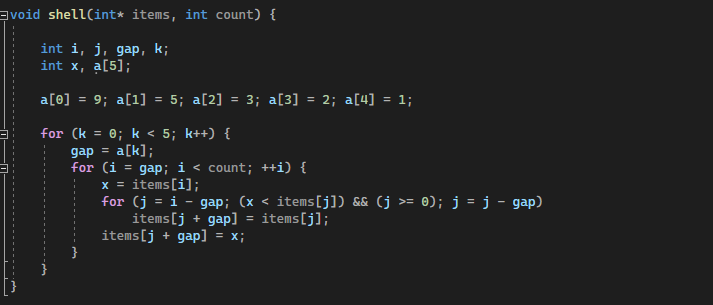 void shell(int* items, int count) {
int i, j, gap, k;
int x, a[5];
a[0] = 9; a[1] = 5; a[2] = 3; a[3] = 2; a[4] = 1;
for (k = 0; k < 5; k++) {
gap = a[k];
for (i = gap; i < count; ++i) {
x = items[i];
for (j = i - gap; (x < items[j]) && (j >= 0); j = j - gap)
items[j + gap] = items[j];
items[j + gap] = x;
}
}
}